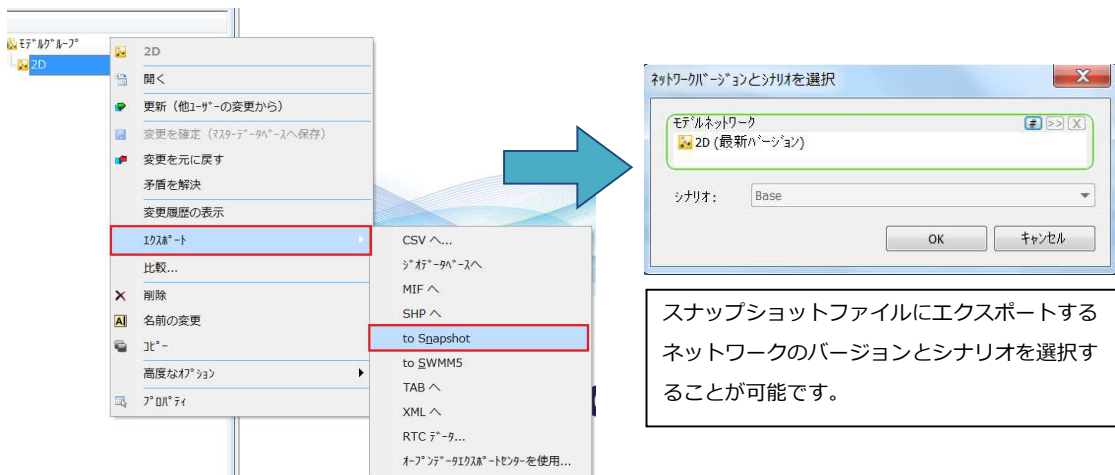 ﾓﾃﾞﾙｸﾞﾙｰﾌﾟ
2D
2D
開く
更新（他ﾕｰｻﾞｰの変更から）
変更を確定（ﾏｽﾀｰﾃﾞｰﾀﾍﾞｰｽへ保存）
変更を元に戻す
矛盾を解決
変更履歴の表示
ｴｸｽﾎﾟｰﾄ
比較...
削除
名前の変更
ｺﾋﾟｰ
高度なｵﾌﾟｼｮﾝ
ﾌﾟﾛﾊﾟﾃｨ
CSV へ...
ｼﾞｵﾃﾞｰﾀﾍﾞｰｽへ
MIF へ
SHP へ
to Snapshot
to SWMM5
TAB へ
XML へ
RTC ﾃﾞｰﾀ...
ｵｰﾌﾟﾝﾃﾞｰﾀｴｸｽﾎﾟｰﾄｾﾝﾀｰを使用...
ﾈｯﾄﾜｰｸﾊﾞｰｼﾞｮﾝとｼﾅﾘｵを選択
X
ﾓﾃﾞﾙﾈｯﾄﾜｰｸ
# >> X
2D (最新ﾊﾞｰｼﾞｮﾝ)
ｼﾅﾘｵ:
Base
OK
ｷｬﾝｾﾙ
スナップショットファイルにエクスポートする
ネットワークのバージョンとシナリオを選択す
ることが可能です。